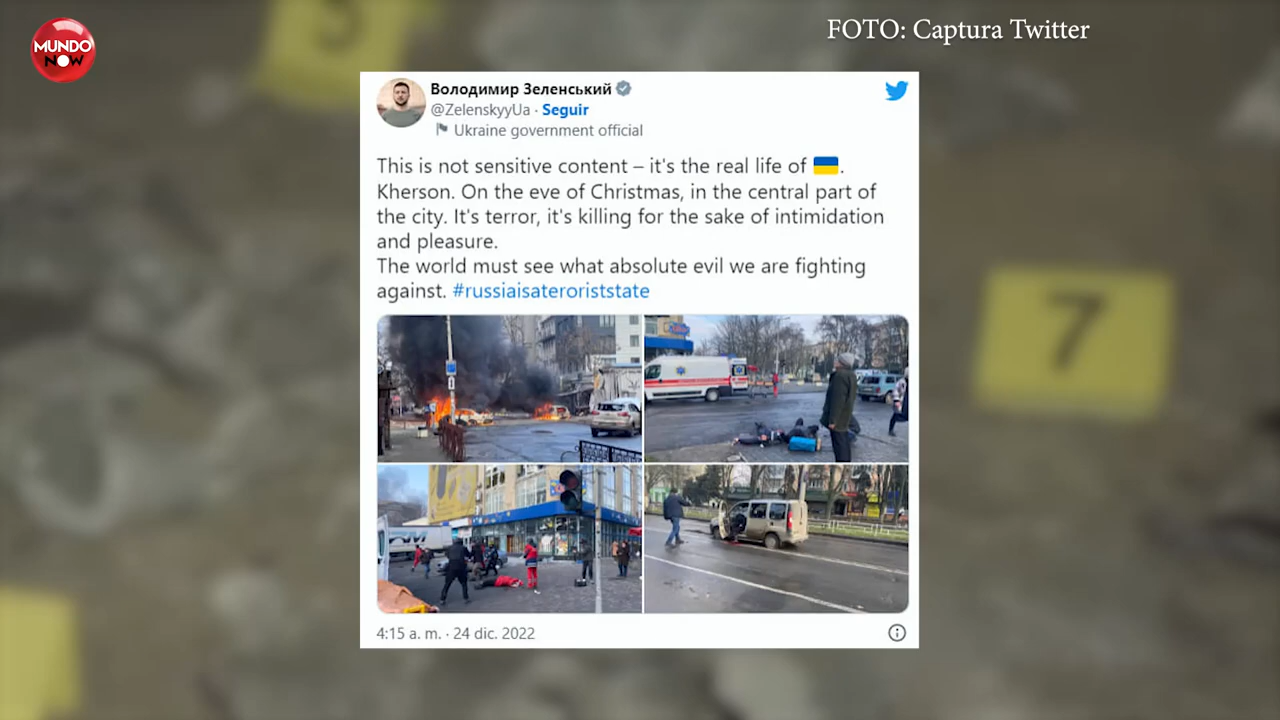 MUNDO
NOW
FOTO: Captura Twitter
3
7
Володимир Зеленський
@ZelenskyyUa · Seguir
Ukraine government official
This is not sensitive content – it's the real life of 🇺🇦.
Kherson. On the eve of Christmas, in the central part of
the city. It's terror, it's killing for the sake of intimidation
and pleasure.
The world must see what absolute evil we are fighting
against. #russiaisateroriststate
4:15 a. m. · 24 dic. 2022